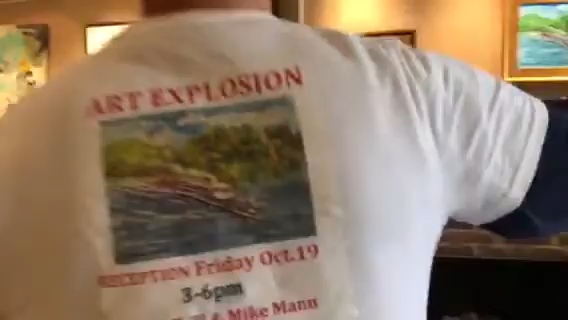 ART EXPLOSION
RECEPTION Friday Oct.19
3-6pm
& Mike Mann